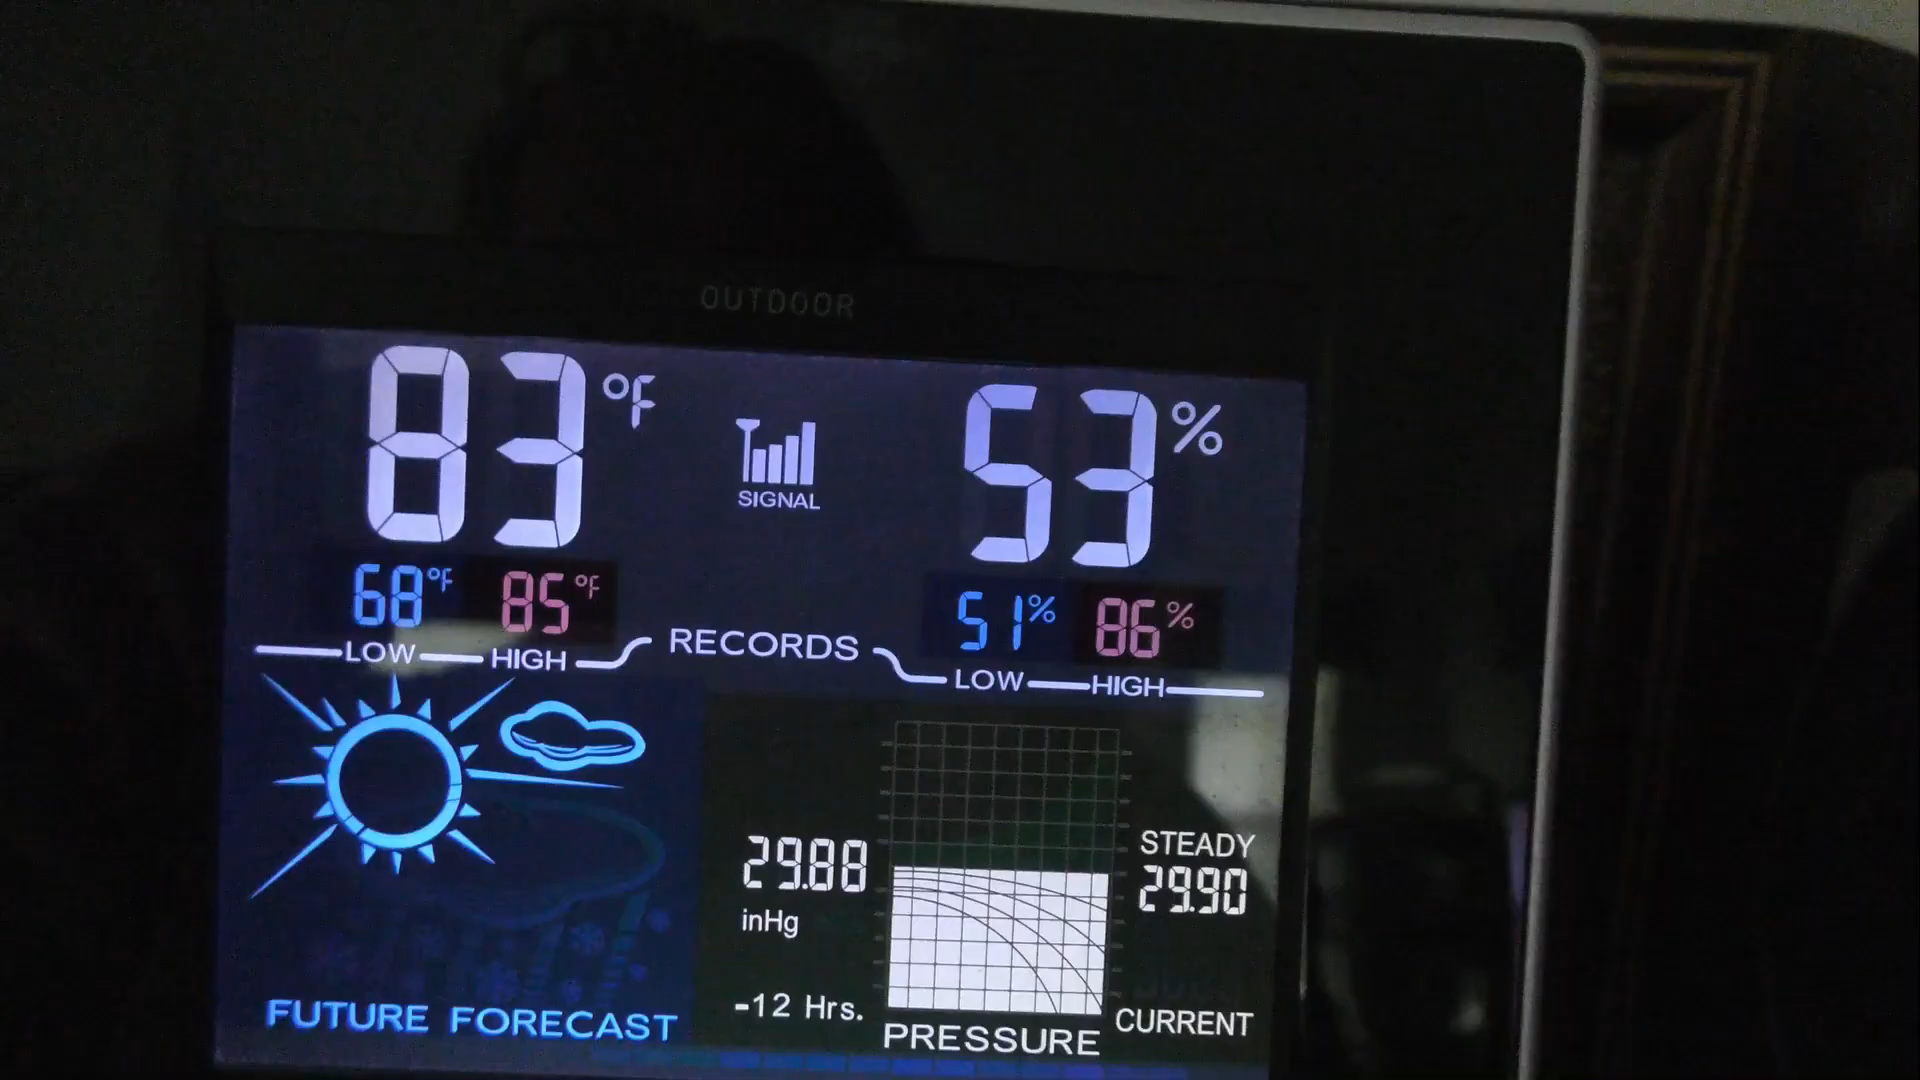 OUTDOOR
83°F
53%
SIGNAL
68°F 85°F
51% 86%
LOW HIGH
RECORDS
LOW HIGH
STEADY
29.88
29.90
inHg
-12 Hrs.
CURRENT
FUTURE FORECAST
PRESSURE